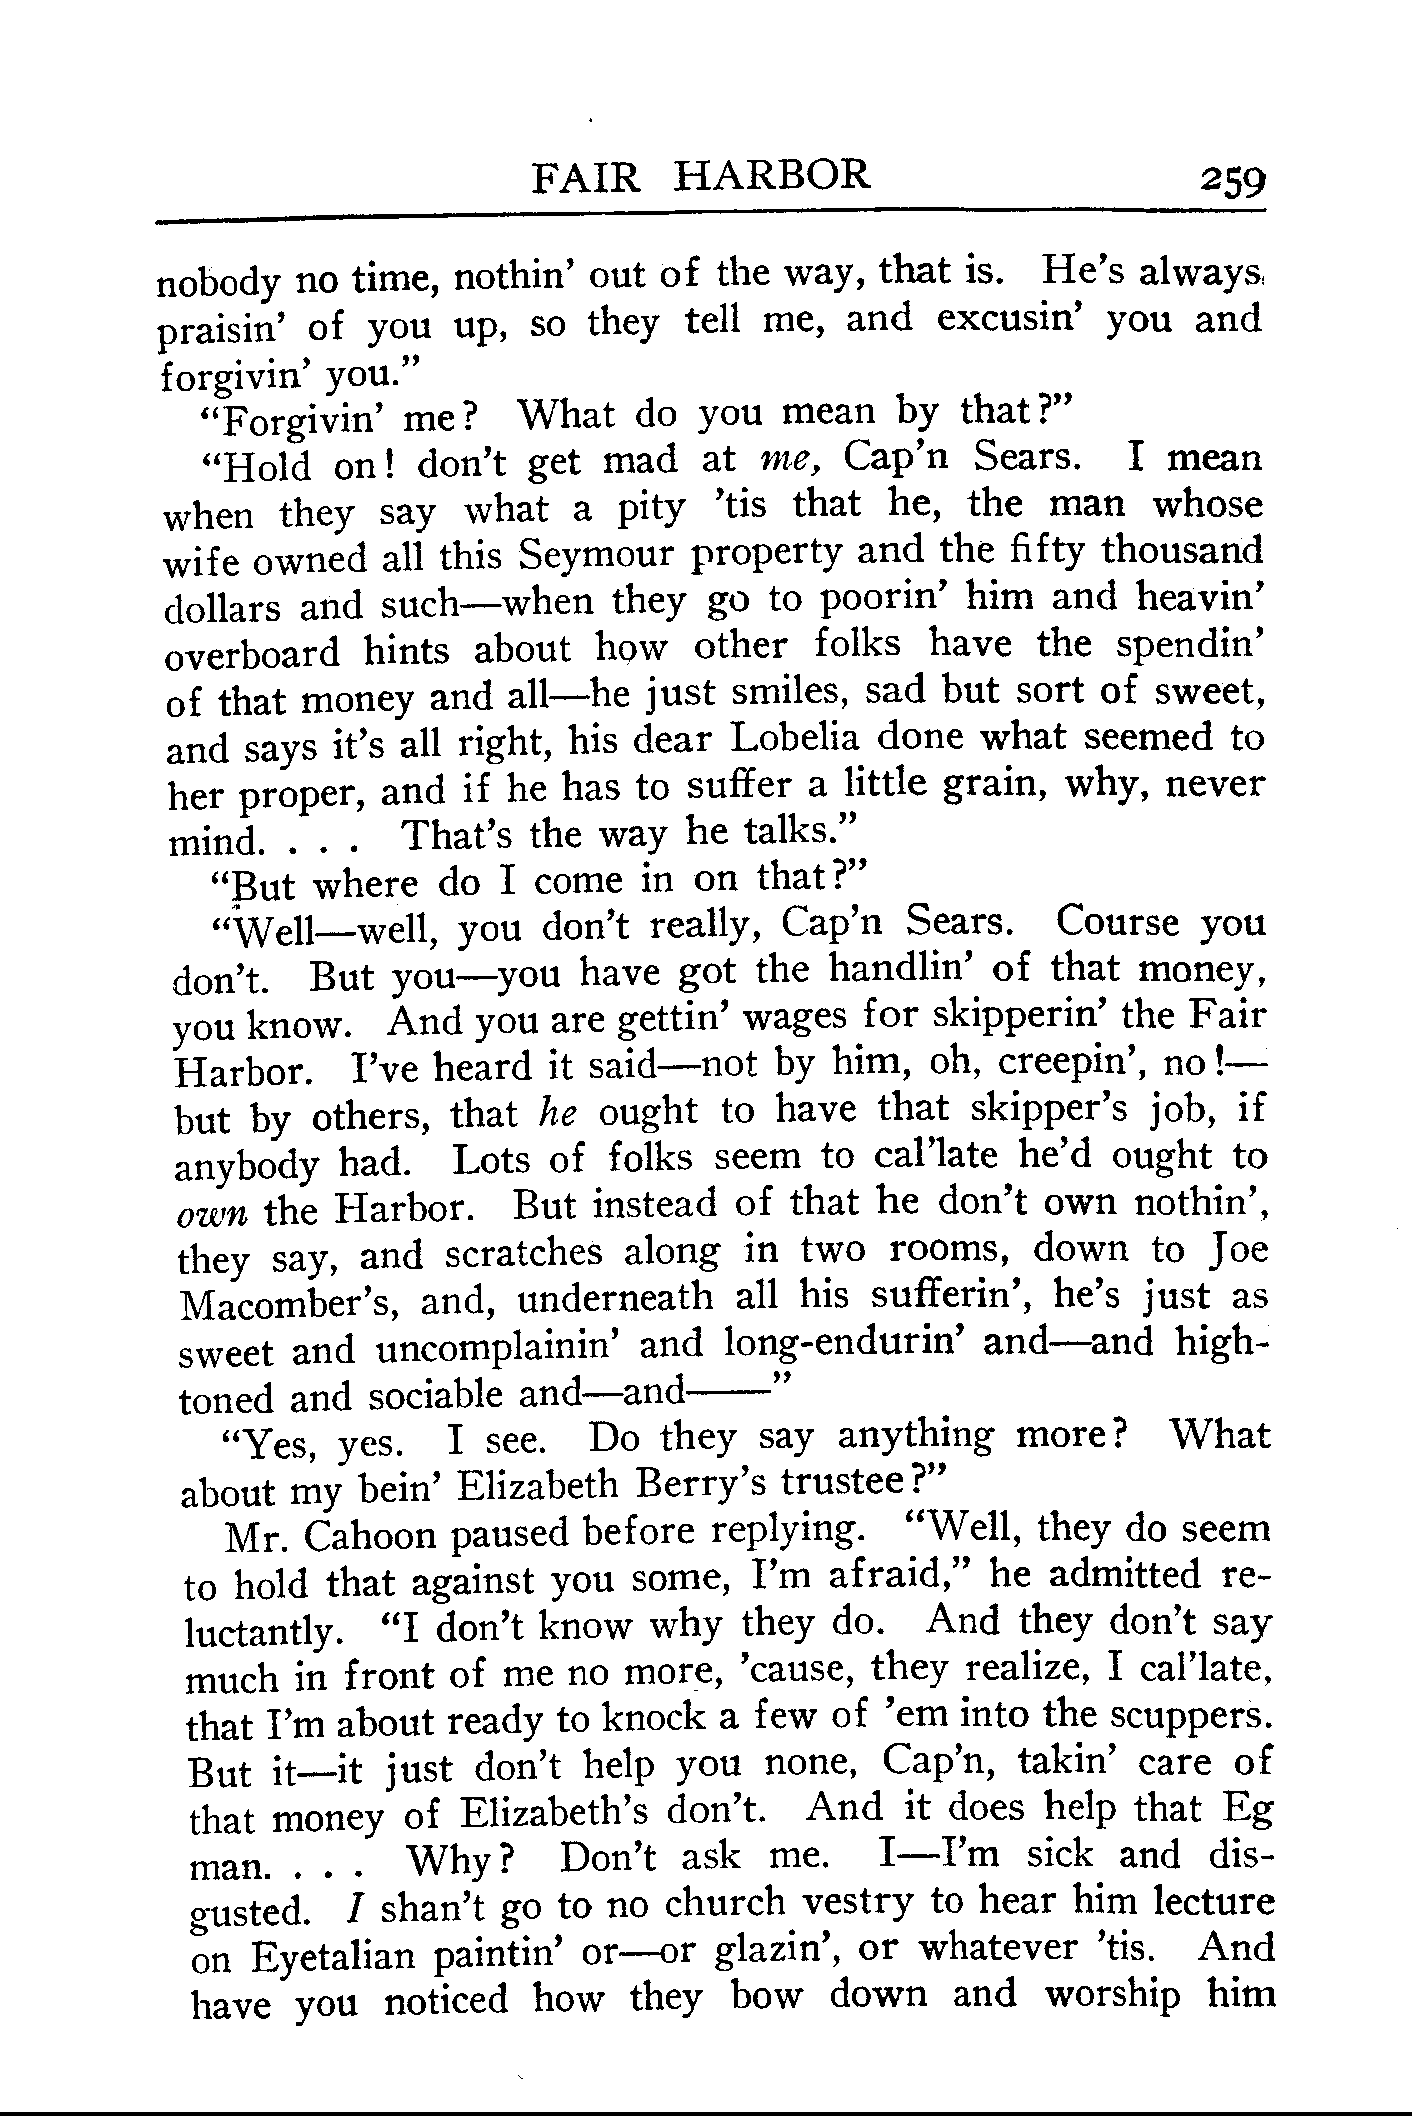 FAIR HARBOR 259
nobody no time, nothin’ out of the way, that is. He’s always
praisin’ of you up, so they tell me, and excusin’ you and
forgivin’ you.”
“Forgivin’ me? What do you mean by that?”
“Hold on! don’t get mad at me, Cap’n Sears. I mean
when they say what a pity ’tis that he, the man whose
wife owned all this Seymour property and the fifty thousand
dollars and such—when they go to poorin’ him and heavin’
overboard hints about how other folks have the spendin’
of that money and all—he just smiles, sad but sort of sweet,
and says it’s all right, his dear Lobelia done what seemed to
her proper, and if he has to suffer a little grain, why, never
mind. . . . That’s the way he talks.”
“But where do I come in on that?”
“Well—well, you don’t really, Cap’n Sears. Course you
don’t. But you—you have got the handlin’ of that money,
you know. And you are gettin’ wages for skipperin’ the Fair
Harbor. I’ve heard it said—not by him, oh, creepin’, no!—
but by others, that he ought to have that skipper’s job, if
anybody had. Lots of folks seem to cal’late he’d ought to
own the Harbor. But instead of that he don’t own nothin’,
they say, and scratches along in two rooms, down to Joe
Macomber’s, and, underneath all his sufferin’, he’s just as
sweet and uncomplainin’ and long-endurin’ and—and high-
toned and sociable and—and——”
“Yes, yes. I see. Do they say anything more? What
about my bein’ Elizabeth Berry’s trustee?”
Mr. Cahoon paused before replying. “Well, they do seem
to hold that against you some, I’m afraid,” he admitted re-
luctantly. “I don’t know why they do. And they don’t say
much in front of me no more, ’cause, they realize, I cal’late,
that I’m about ready to knock a few of ’em into the scuppers.
But it—it just don’t help you none, Cap’n, takin’ care of
that money of Elizabeth’s don’t. And it does help that Eg
man. . . . Why? Don’t ask me. I—I’m sick and dis-
gusted. I shan’t go to no church vestry to hear him lecture
on Eyetalian paintin’ or—or glazin’, or whatever ’tis. And
have you noticed how they bow down and worship him